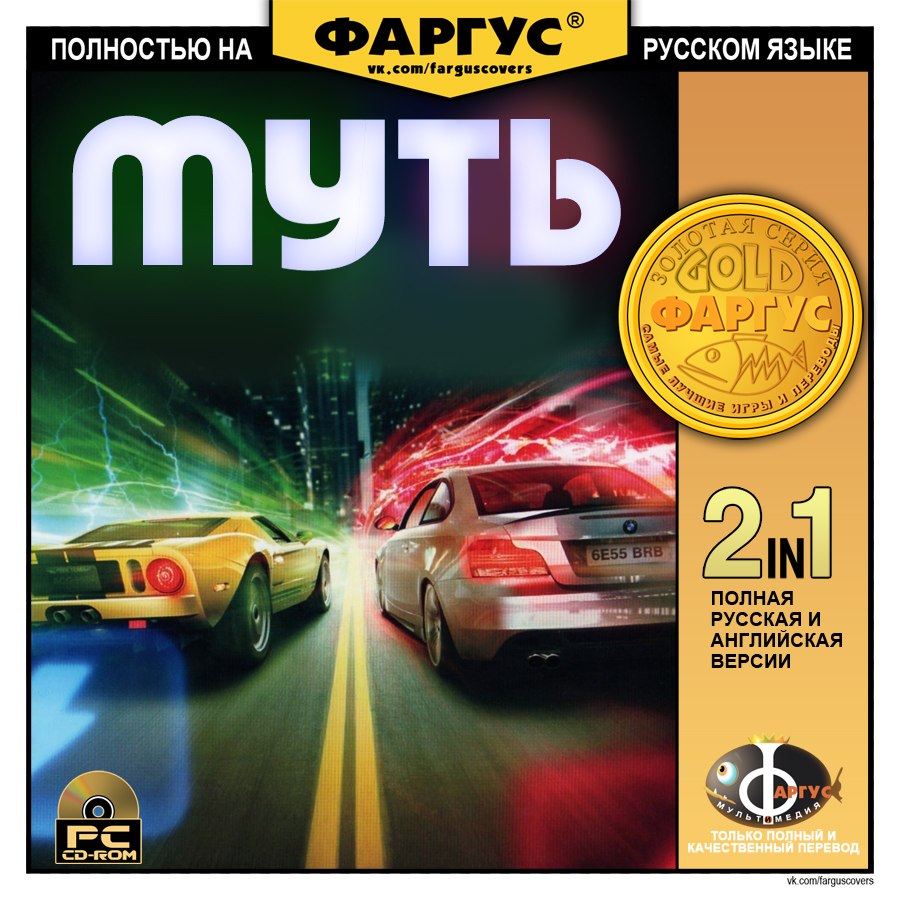 ПОЛНОСТЬЮ НА
ФАРГУС®
РУССКОМ ЯЗЫКЕ
vk.com/farguscovers
муть
ЗОЛОТАЯ СЕРИЯ
GOLD
ФАРГУС
САМЫЕ ЛУЧШИЕ ИГРЫ И ПЕРЕВОДЫ
6E55 BRB
2IN1
ПОЛНАЯ
РУССКАЯ И
АНГЛИЙСКАЯ
ВЕРСИИ
ФАРГУС
МУЛЬТИМЕДИЯ
ТОЛЬКО ПОЛНЫЙ И
КАЧЕСТВЕННЫЙ ПЕРЕВОД
PC
CD-ROM
vk.com/farguscovers